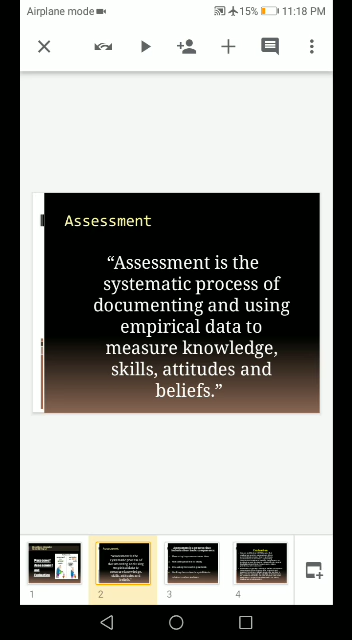 Airplane mode
15%
11:18 PM
Assessment
“Assessment is the
systematic process of
documenting and using
empirical data to
measure knowledge,
skills, attitudes and
beliefs.”
1
2
3
4